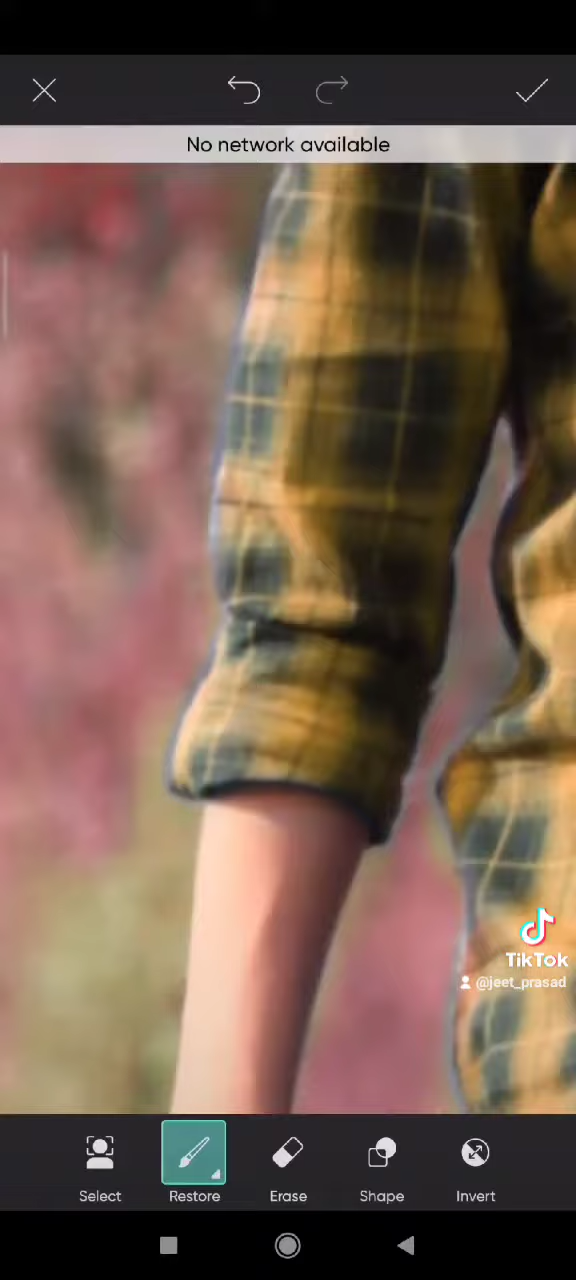 No network available
TikTok
@jeet_prasad
Select
Restore
Erase
Shape
Invert